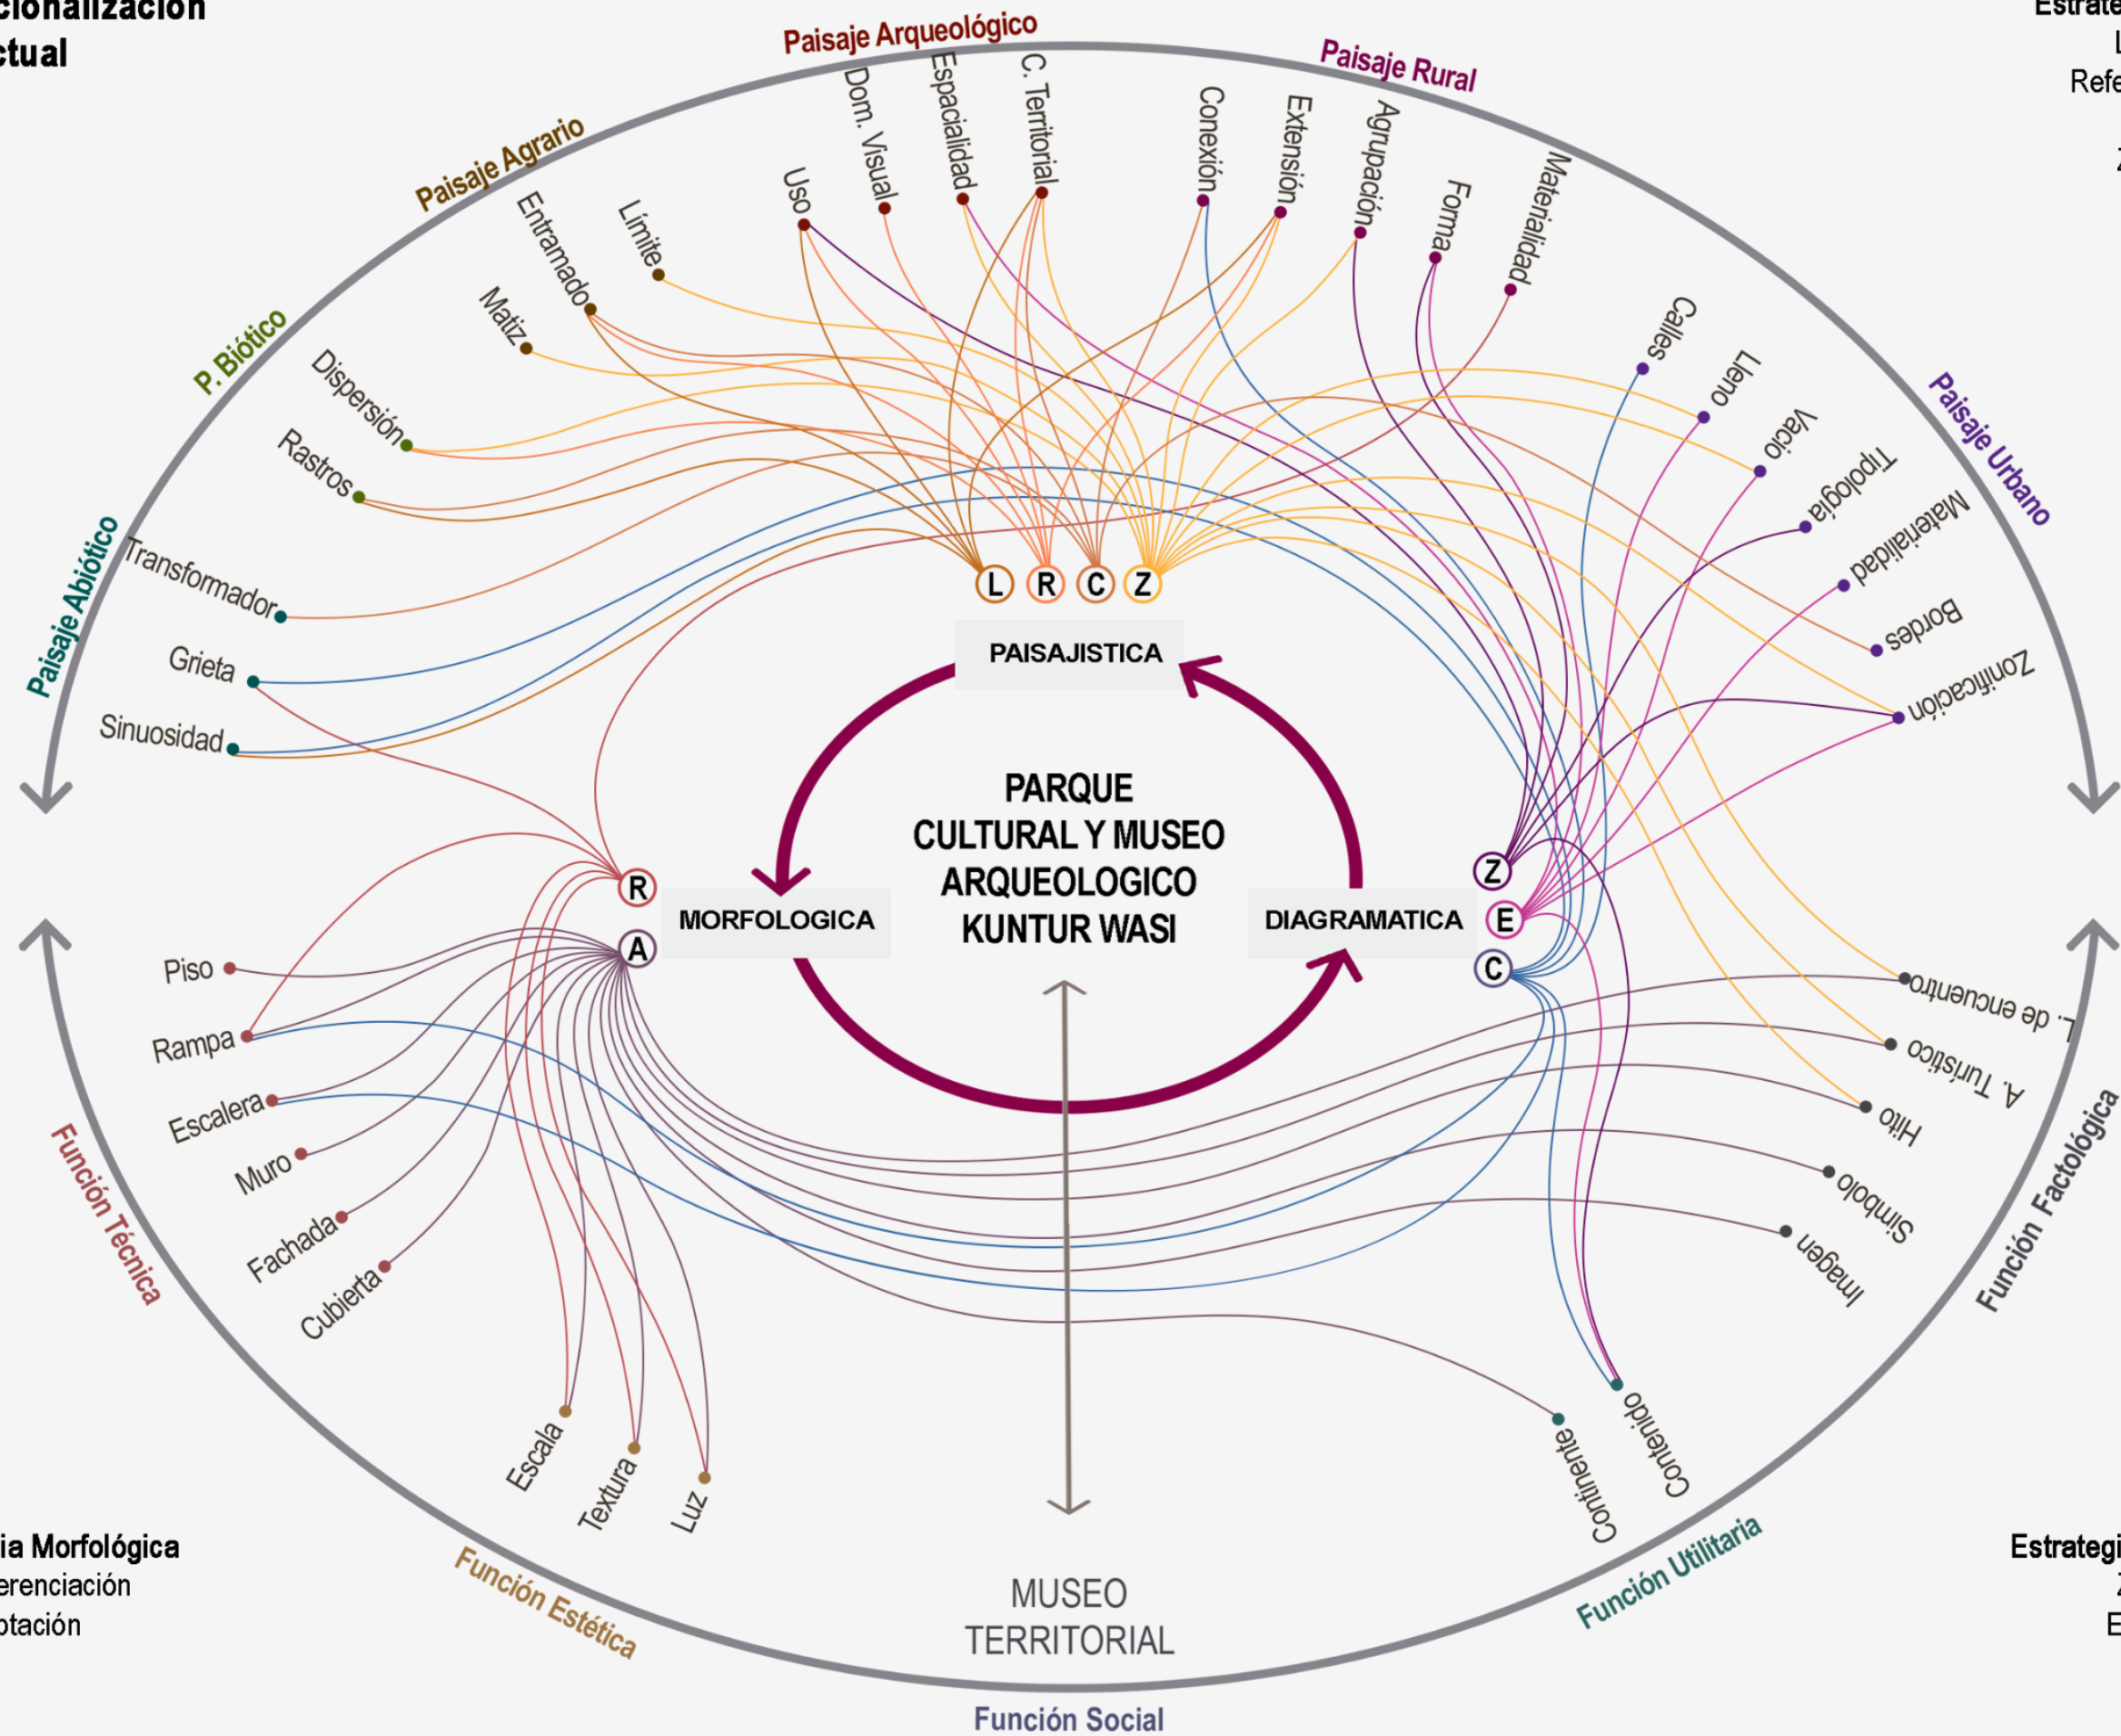 cionalización
ctual
Estrate
L
Refe
Z
Paisaje Arqueológico
Paisaje Rural
Paisaje Agrario
P. Biótico
Paisaje Abiótico
Paisaje Urbano
Sinuosidad
Grieta
Transformador
Rastros
Dispersión
Matiz
Entramado
Límite
Uso
Dom. Visual
Espacialidad
C. Territorial
Conexión
Extensión
Agrupación
Forma
Materialidad
Calles
Lleno
Vacio
Tipología
Materialidad
Bordes
Zonificación
L R C Z
PAISAJISTICA
PARQUE
CULTURAL Y MUSEO
ARQUEOLOGICO
KUNTUR WASI
R
A
MORFOLOGICA
DIAGRAMATICA
Z
E
C
Piso
Rampa
Escalera
Muro
Fachada
Cubierta
Escala
Textura
Luz
L. de encuentro
A. Turístico
Hito
Simbolo
Imagen
Contenido
Continente
Función Técnica
Función Estética
Función Factológica
Función Utilitaria
MUSEO
TERRITORIAL
Función Social
ia Morfológica
erenciación
otación
Estrategi
Z
E